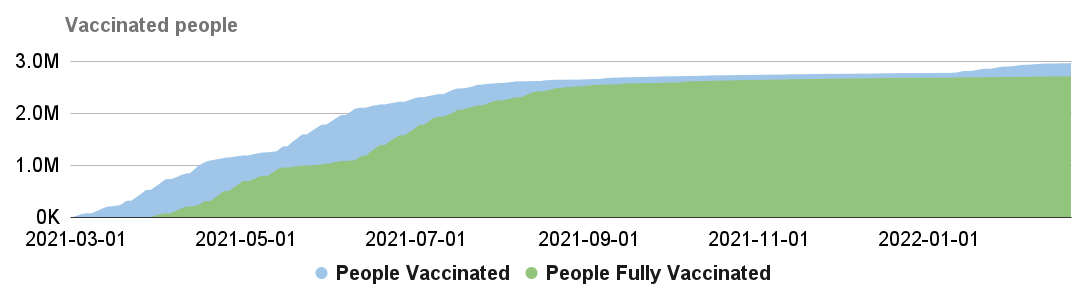 Vaccinated people
3.0M
2.0M
1.0M
0K
2021-03-01 2021-05-01 2021-07-01 2021-09-01 2021-11-01 2022-01-01
People Vaccinated People Fully Vaccinated